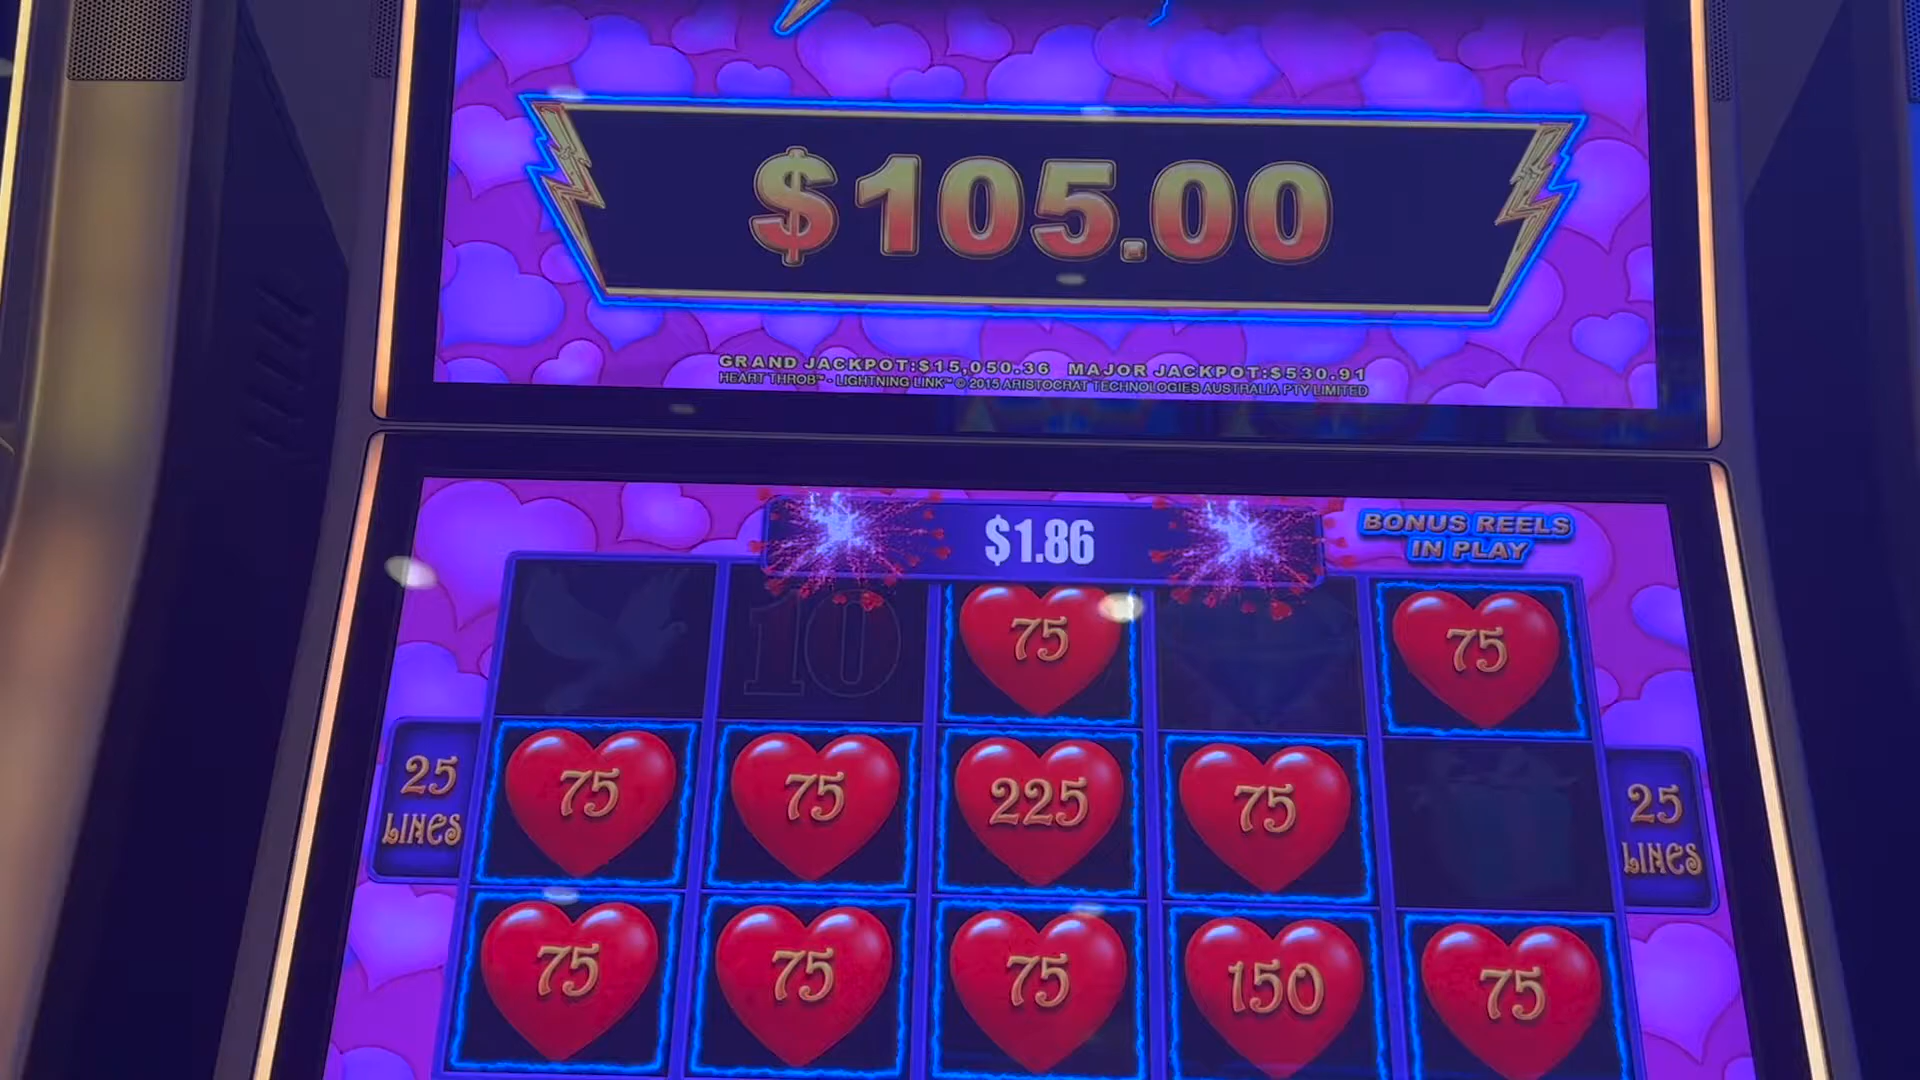 $105.00
GRAND JACKPOT:$15,050.36 MAJOR JACKPOT:$530.91
HEART THROB™ - LIGHTNING LINK™ © 2015 ARISTOCRAT TECHNOLOGIES AUSTRALIA PTY LIMITED
$1.86
BONUS REELS
IN PLAY
10 75 75
25
LINES
75 75 225 75
25
LINES
75 75 75 150 75